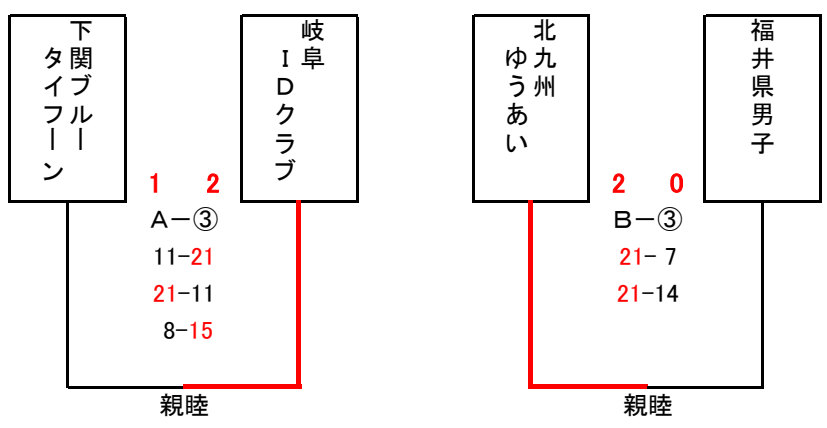 下関ブルー
タイフーン
岐阜
IDクラブ
1 2
A-③
11-21
21-11
8-15
親睦
北九州
ゆうあい
福井県男子
2 0
B-③
21- 7
21-14
親睦